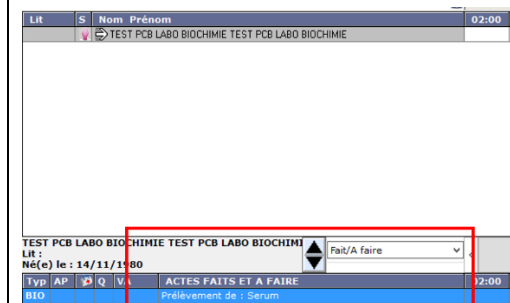 Lit S Nom Prénom 02:00
TEST PCB LABO BIOCHIMIE TEST PCB LABO BIOCHIMIE
TEST PCB LABO BIOCHIMIE TEST PCB LABO BIOCHIMI
Lit :
Né(e) le : 14/11/1980
Fait/A faire
Typ AP Q VA ACTES FAITS ET A FAIRE 02:00
BIO Prélèvement de : Serum